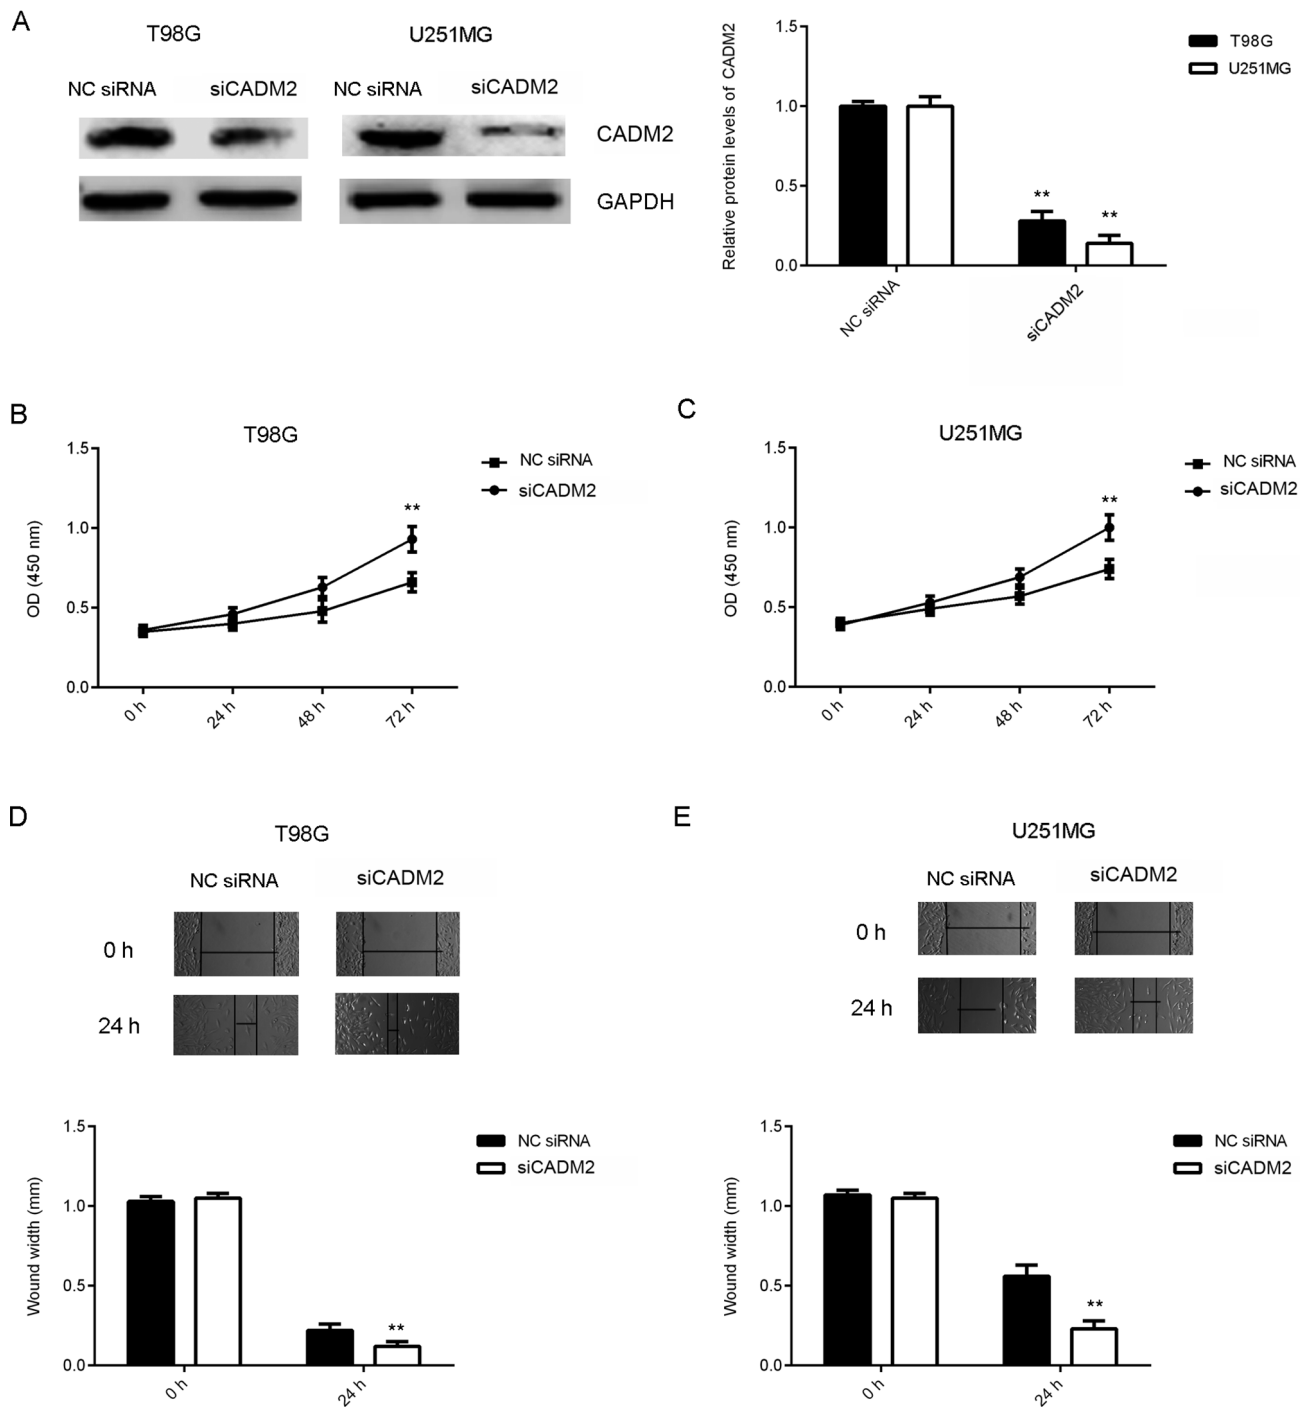 A
T98G
U251MG
NC siRNA
siCADM2
NC siRNA
siCADM2
CADM2
GAPDH
Relative protein levels of CADM2
1.5
1.0
0.5
0.0
**
**
NC siRNA
siCADM2
T98G
U251MG
B
T98G
OD (450 nm)
1.5
1.0
0.5
0.0
**
0 h
24 h
48 h
72 h
NC siRNA
siCADM2
C
U251MG
OD (450 nm)
1.5
1.0
0.5
0.0
**
0 h
24 h
48 h
72 h
NC siRNA
siCADM2
D
T98G
NC siRNA
siCADM2
0 h
24 h
Wound width (mm)
1.5
1.0
0.5
0.0
**
0 h
24 h
NC siRNA
siCADM2
E
U251MG
NC siRNA
siCADM2
0 h
24 h
Wound width (mm)
1.5
1.0
0.5
0.0
**
0 h
24 h
NC siRNA
siCADM2